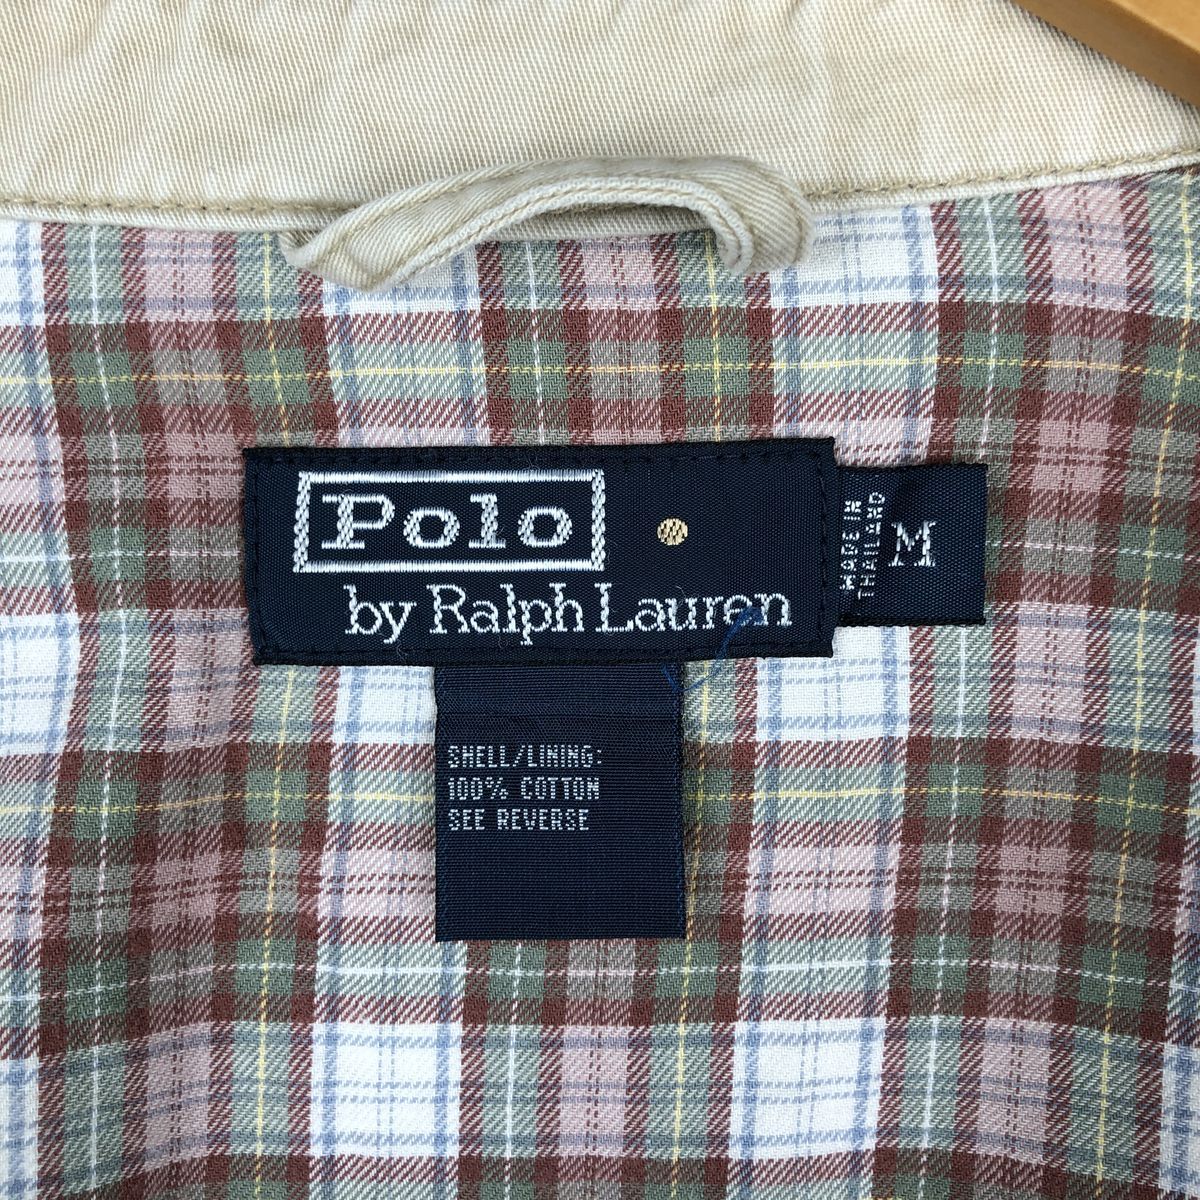 Polo
by Ralph Lauren
MADE IN
THAILAND
M
SHELL/LINING:
100% COTTON
SEE REVERSE